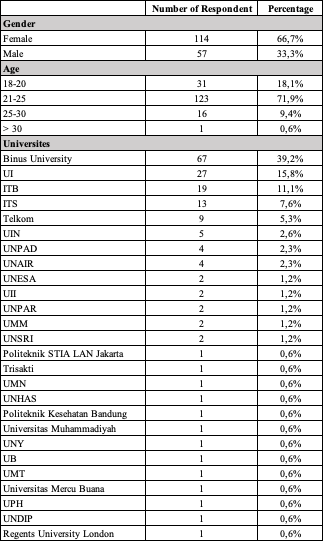 Number of Respondent Percentage
Gender
Female 114 66,7%
Male 57 33,3%
Age
18-20 31 18,1%
21-25 123 71,9%
25-30 16 9,4%
> 30 1 0,6%
Universites
Binus University 67 39,2%
UI 27 15,8%
ITB 19 11,1%
ITS 13 7,6%
Telkom 9 5,3%
UIN 5 2,6%
UNPAD 4 2,3%
UNAIR 4 2,3%
UNESA 2 1,2%
UII 2 1,2%
UNPAR 2 1,2%
UMM 2 1,2%
UNSRI 2 1,2%
Politeknik STIA LAN Jakarta 1 0,6%
Trisakti 1 0,6%
UMN 1 0,6%
UNHAS 1 0,6%
Politeknik Kesehatan Bandung 1 0,6%
Universitas Muhammadiyah 1 0,6%
UNY 1 0,6%
UB 1 0,6%
UMT 1 0,6%
Universitas Mercu Buana 1 0,6%
UPH 1 0,6%
UNDIP 1 0,6%
Regents University London 1 0,6%